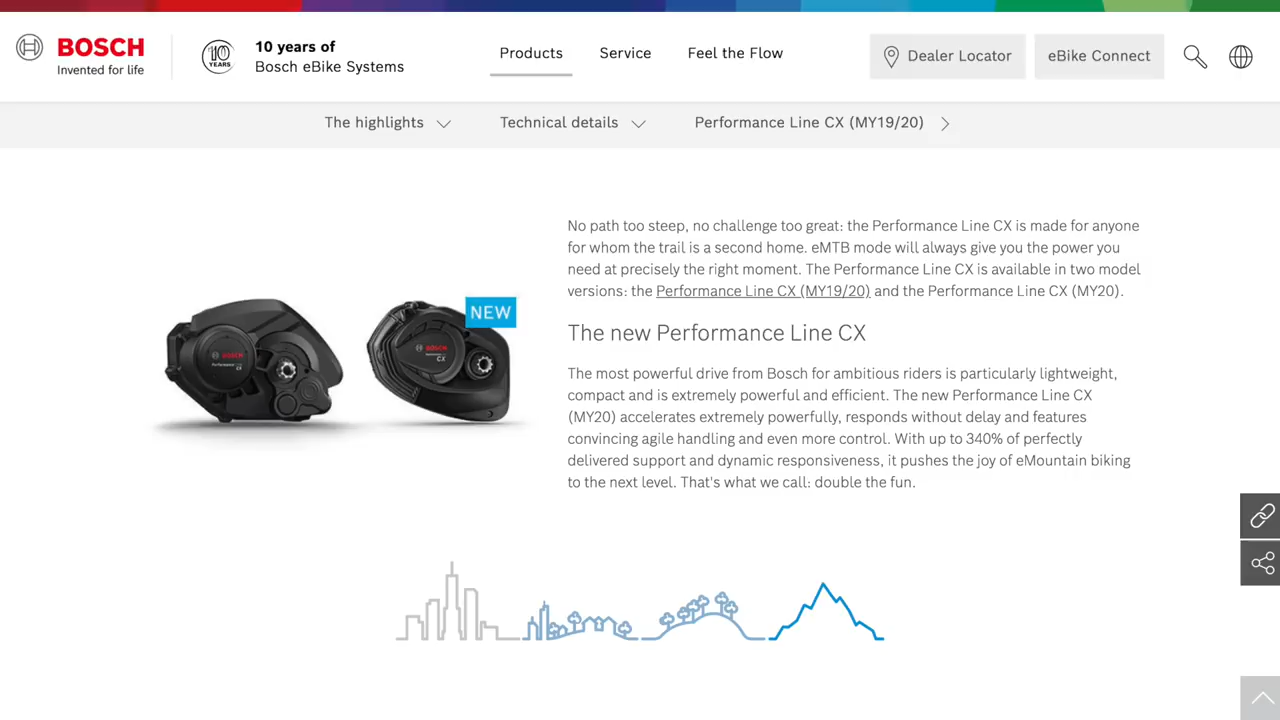 BOSCH
Invented for life
10 YEARS
10 years of
Bosch eBike Systems
Products
Service
Feel the Flow
Dealer Locator
eBike Connect
The highlights
Technical details
Performance Line CX (MY19/20)
No path too steep, no challenge too great: the Performance Line CX is made for anyone
for whom the trail is a second home. eMTB mode will always give you the power you
need at precisely the right moment. The Performance Line CX is available in two model
versions: the Performance Line CX (MY19/20) and the Performance Line CX (MY20).
NEW
BOSCH
Performance Line
CX
BOSCH
CX
The new Performance Line CX
The most powerful drive from Bosch for ambitious riders is particularly lightweight,
compact and is extremely powerful and efficient. The new Performance Line CX
(MY20) accelerates extremely powerfully, responds without delay and features
convincing agile handling and even more control. With up to 340% of perfectly
delivered support and dynamic responsiveness, it pushes the joy of eMountain biking
to the next level. That's what we call: double the fun.